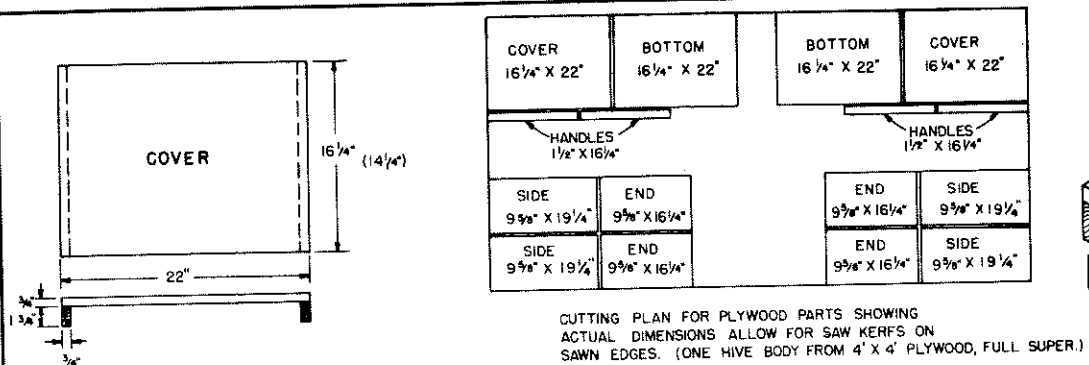 COVER
16 1/4" (14 1/4")
22"
3/4"
1 3/4"
3/4"
COVER
16 1/4" X 22"
BOTTOM
16 1/4" X 22"
BOTTOM
16 1/4" X 22"
COVER
16 1/4" X 22"
HANDLES
1 1/2" X 16 1/4"
HANDLES
1 1/2" X 16 1/4"
SIDE
9 5/8" X 19 1/4"
END
9 5/8" X 16 1/4"
END
9 5/8" X 16 1/4"
SIDE
9 5/8" X 19 1/4"
SIDE
9 5/8" X 19 1/4"
END
9 5/8" X 16 1/4"
END
9 5/8" X 16 1/4"
SIDE
9 5/8" X 19 1/4"
CUTTING PLAN FOR PLYWOOD PARTS SHOWING
ACTUAL DIMENSIONS ALLOW FOR SAW KERFS ON
SAWN EDGES. (ONE HIVE BODY FROM 4' X 4' PLYWOOD, FULL SUPER.)